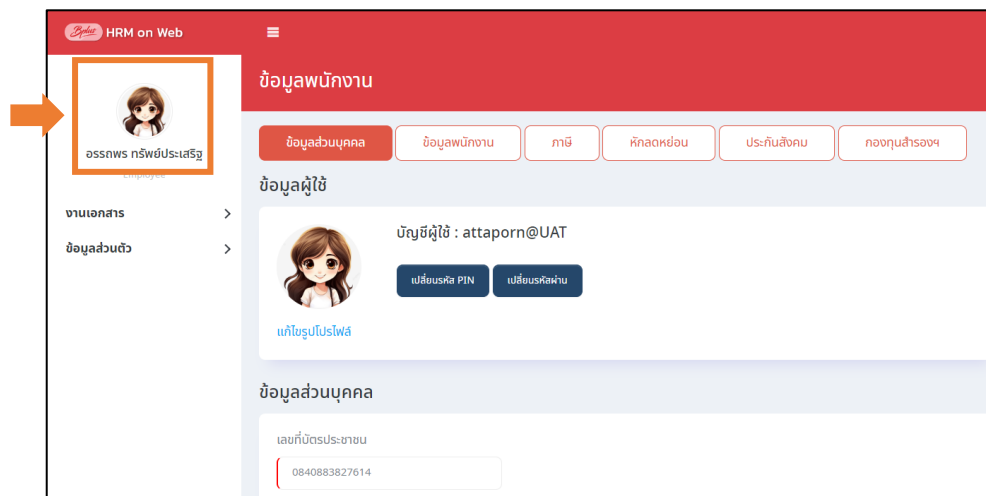 Bplus HRM on Web
ข้อมูลพนักงาน
อรรถพร ทรัพย์ประเสริฐ
Employee
งานเอกสาร
ข้อมูลส่วนตัว
ข้อมูลส่วนบุคคล ข้อมูลพนักงาน ภาษี หักลดหย่อน ประกันสังคม กองทุนสำรองฯ
ข้อมูลผู้ใช้
บัญชีผู้ใช้ : attaporn@UAT
เปลี่ยนรหัส PIN เปลี่ยนรหัสผ่าน
แก้ไขรูปโปรไฟล์
ข้อมูลส่วนบุคคล
เลขที่บัตรประชาชน
0840883827614